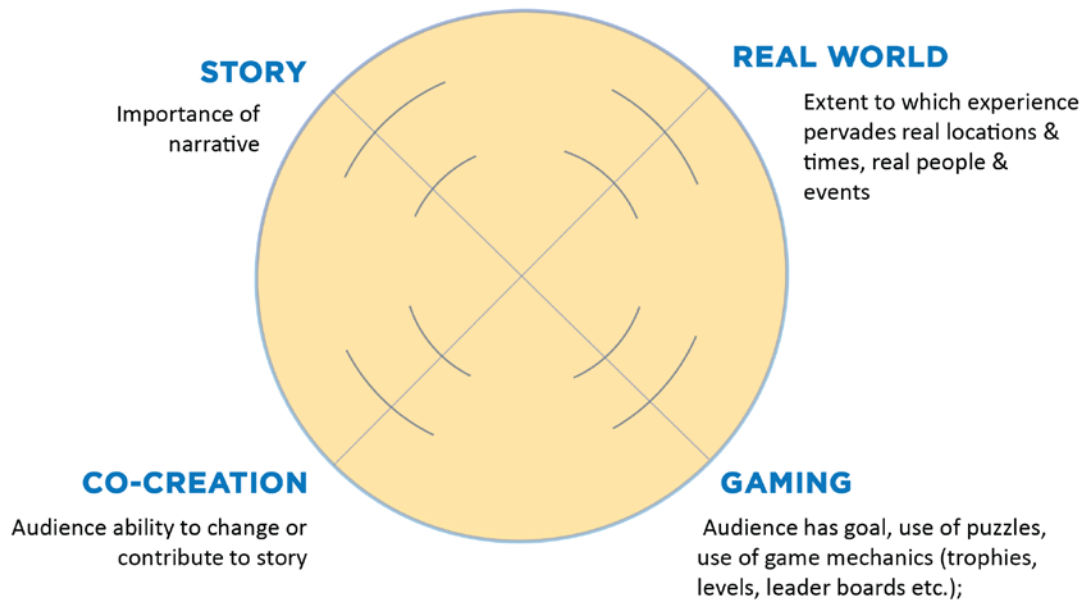 STORY
Importance of
narrative
REAL WORLD
Extent to which experience
pervades real locations &
times, real people &
events
CO-CREATION
Audience ability to change or
contribute to story
GAMING
Audience has goal, use of puzzles,
use of game mechanics (trophies,
levels, leader boards etc.);